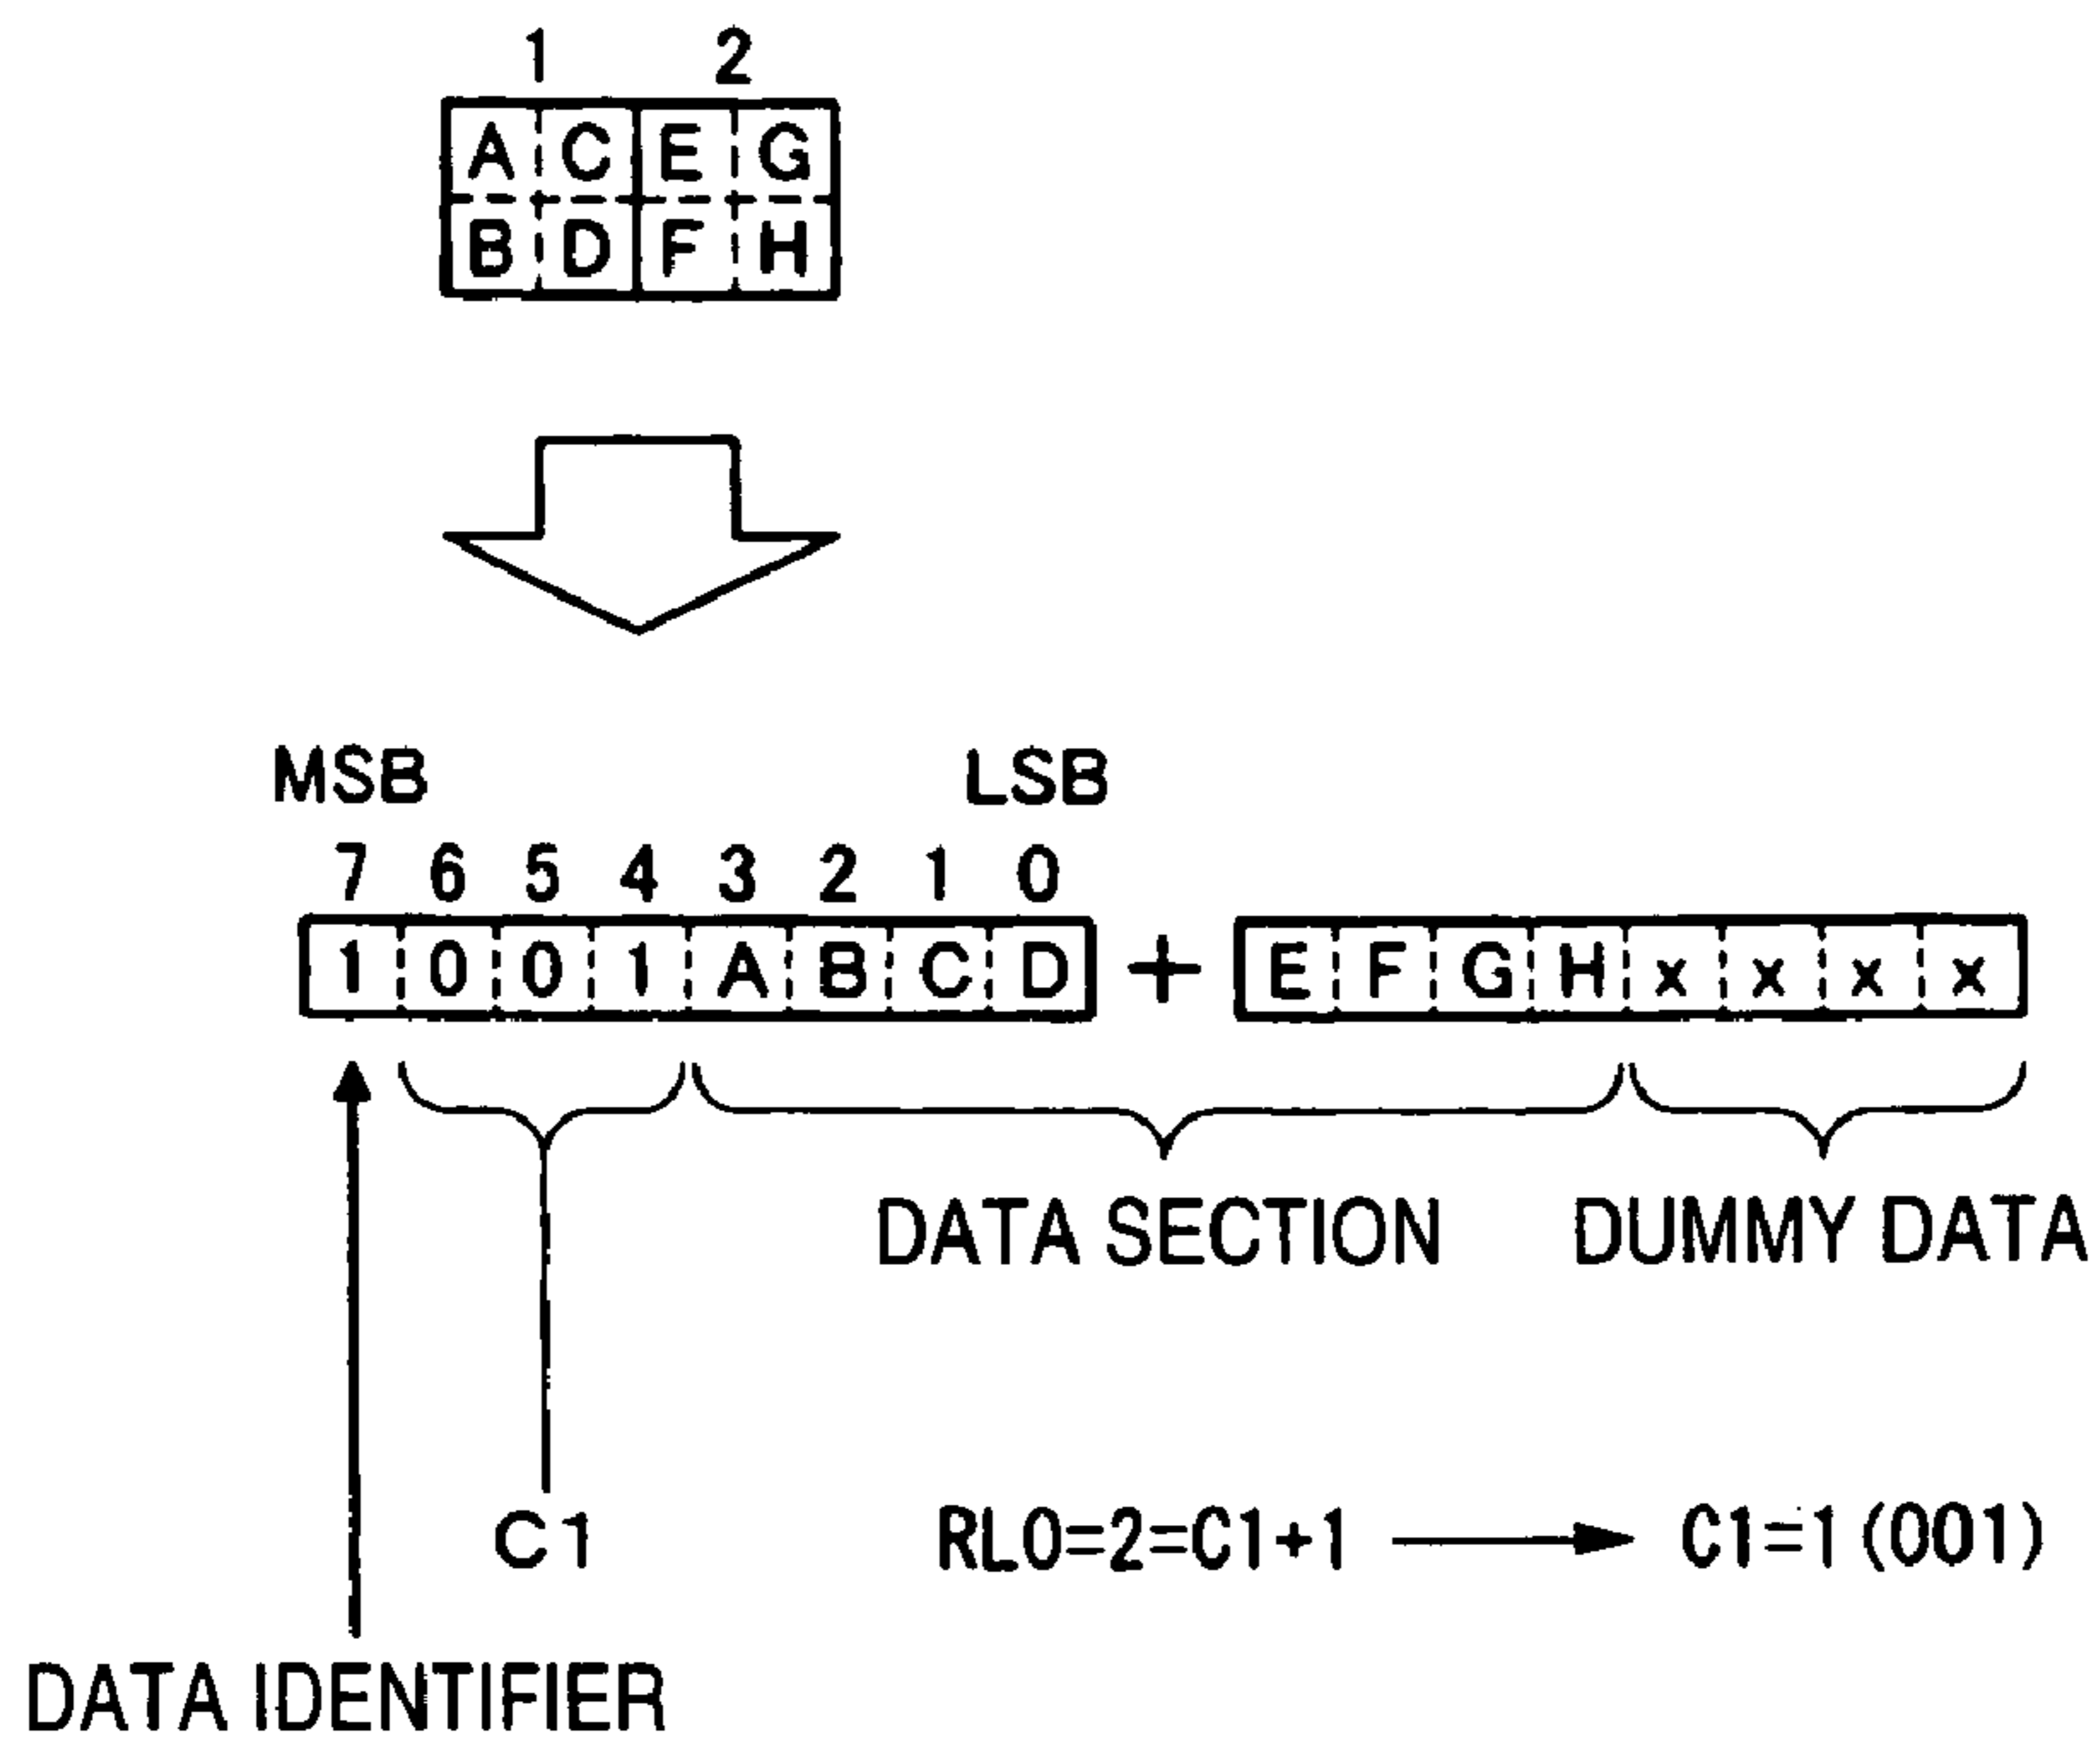 1 2
A C E G
B D F H
MSB LSB
7 6 5 4 3 2 1 0
1 0 0 1 A B C D + E F G H x x x x
DATA SECTION DUMMY DATA
C1 RL0=2=C1+1 C1=1(001)
DATA IDENTIFIER